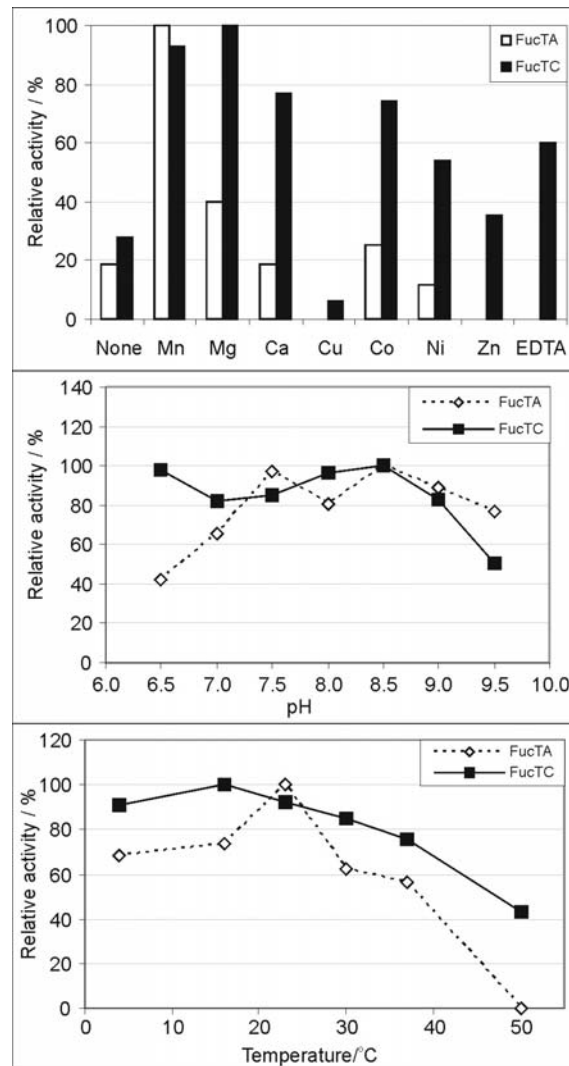 100
80
60
40
20
0
Relative activity / %
FucTA
FucTC
None Mn Mg Ca Cu Co Ni Zn EDTA
140
120
100
80
60
40
20
0
Relative activity / %
FucTA
FucTC
6.0 6.5 7.0 7.5 8.0 8.5 9.0 9.5 10.0
pH
120
100
80
60
40
20
0
Relative activity / %
FucTA
FucTC
0 10 20 30 40 50
Temperature/°C